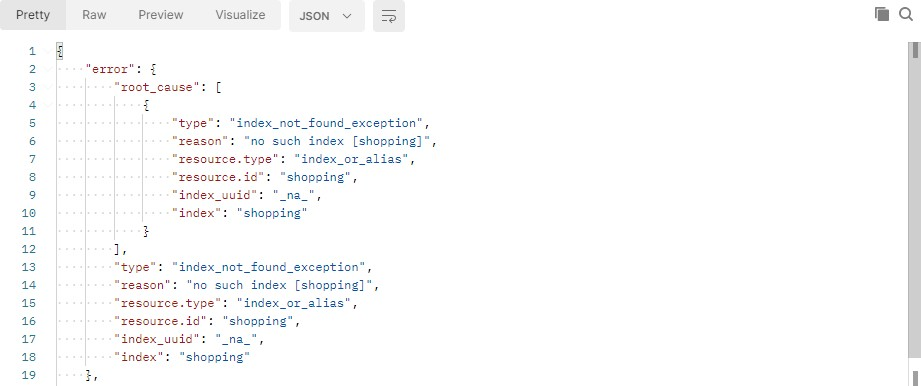 Pretty Raw Preview Visualize JSON
1 {
2 "error": {
3 "root_cause": [
4 {
5 "type": "index_not_found_exception",
6 "reason": "no such index [shopping]",
7 "resource.type": "index_or_alias",
8 "resource.id": "shopping",
9 "index_uuid": "_na_",
10 "index": "shopping"
11 }
12 ],
13 "type": "index_not_found_exception",
14 "reason": "no such index [shopping]",
15 "resource.type": "index_or_alias",
16 "resource.id": "shopping",
17 "index_uuid": "_na_",
18 "index": "shopping"
19 },